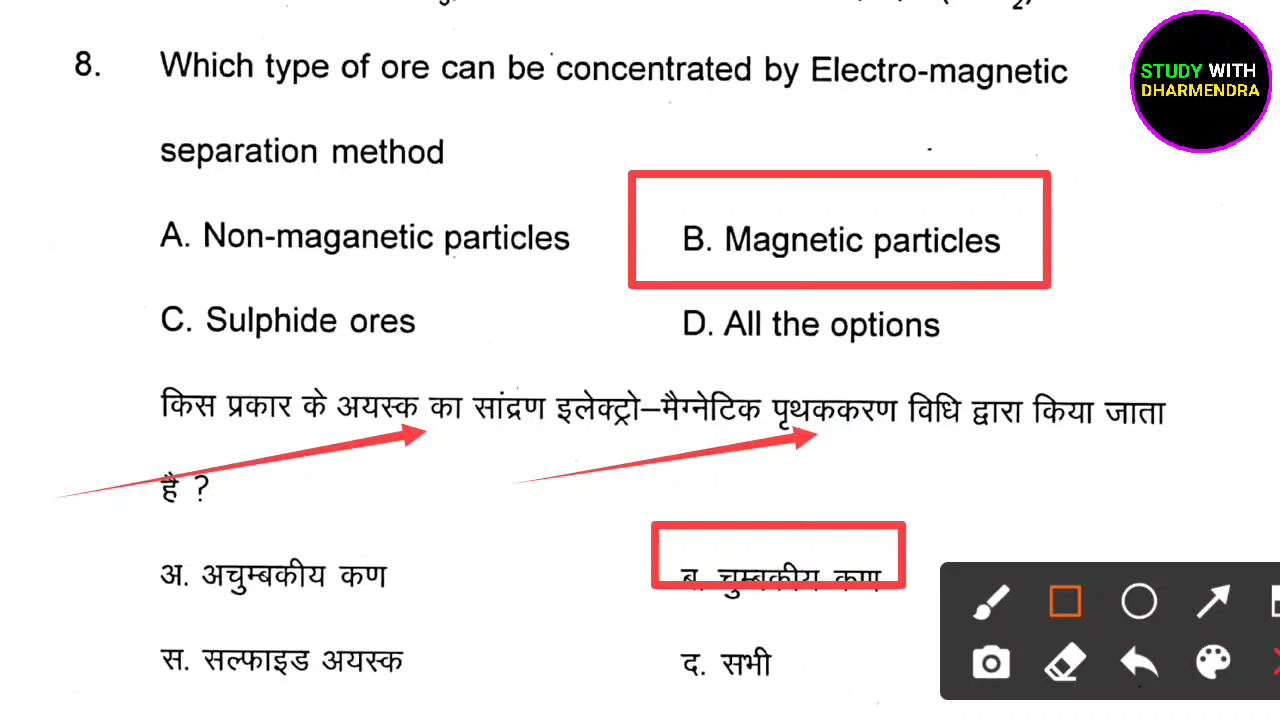 8. Which type of ore can be concentrated by Electro-magnetic
separation method
A. Non-maganetic particles B. Magnetic particles
C. Sulphide ores D. All the options
किस प्रकार के अयस्क का सांद्रण इलेक्ट्रो–मैग्नेटिक पृथककरण विधि द्वारा किया जाता
है ?
अ. अचुम्बकीय कण ब. चुम्बकीय कण
स. सल्फाइड अयस्क द. सभी
STUDY WITH
DHARMENDRA